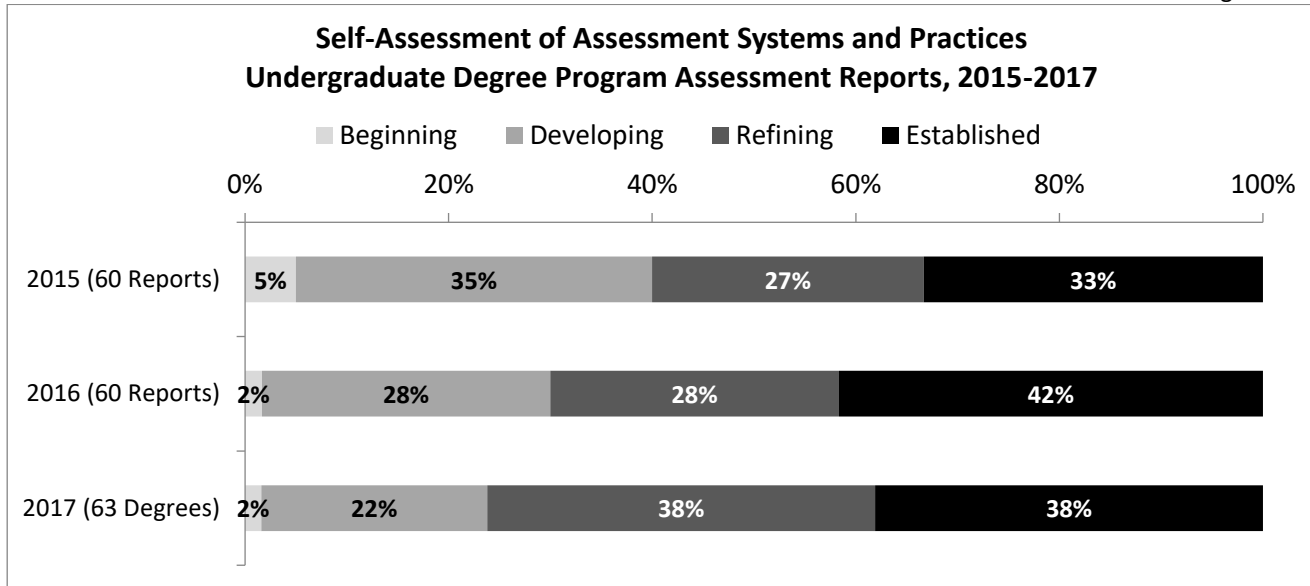 Self-Assessment of Assessment Systems and Practices
Undergraduate Degree Program Assessment Reports, 2015-2017
Beginning Developing Refining Established
0% 20% 40% 60% 80% 100%
2015 (60 Reports) 5% 35% 27% 33%
2016 (60 Reports) 2% 28% 28% 42%
2017 (63 Degrees) 2% 22% 38% 38%